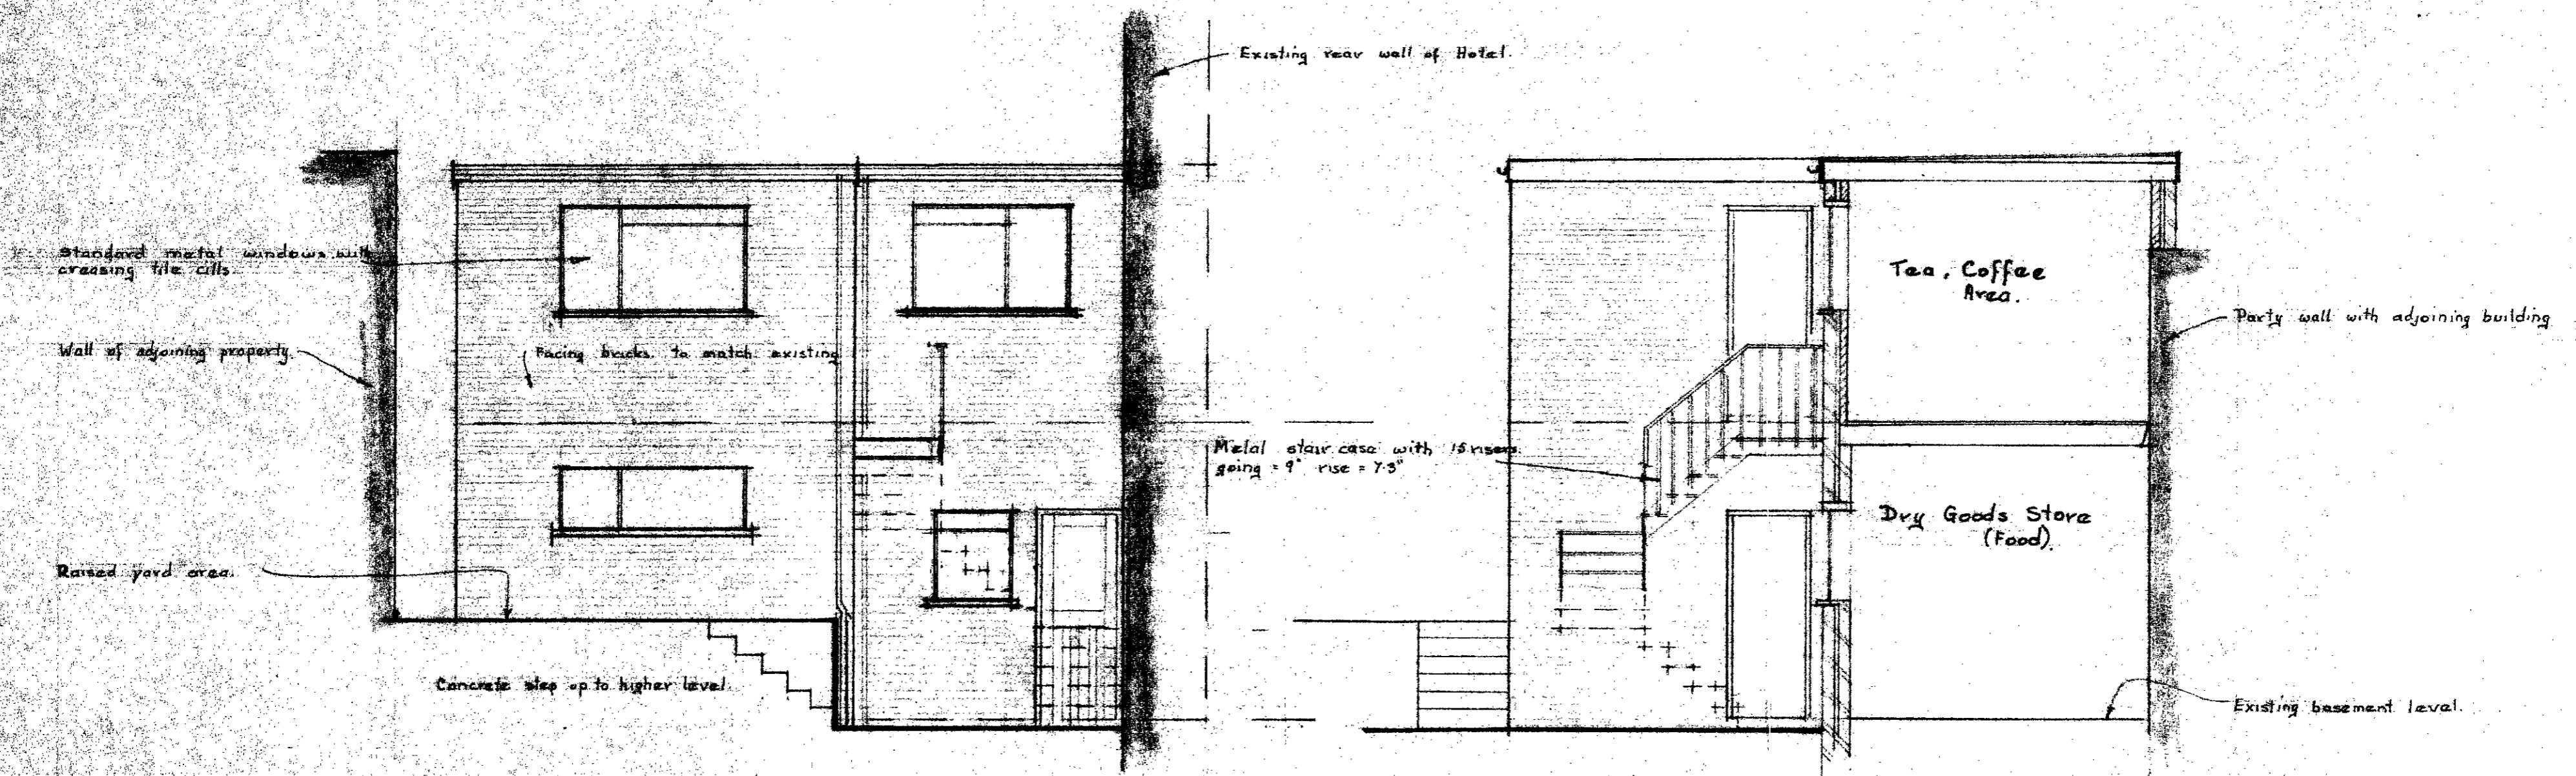 Existing rear wall of Hotel.
Standard metal windows with
creasing tile cills.
Tea, Coffee
Area.
Party wall with adjoining building
Wall of adjoining property.
Facing bricks to match existing
Metal stair case with 15 risers
going = 9" rise = 7.3"
Dry Goods Store
(Food).
Raised yard area.
Concrete step up to higher level.
Existing basement level.